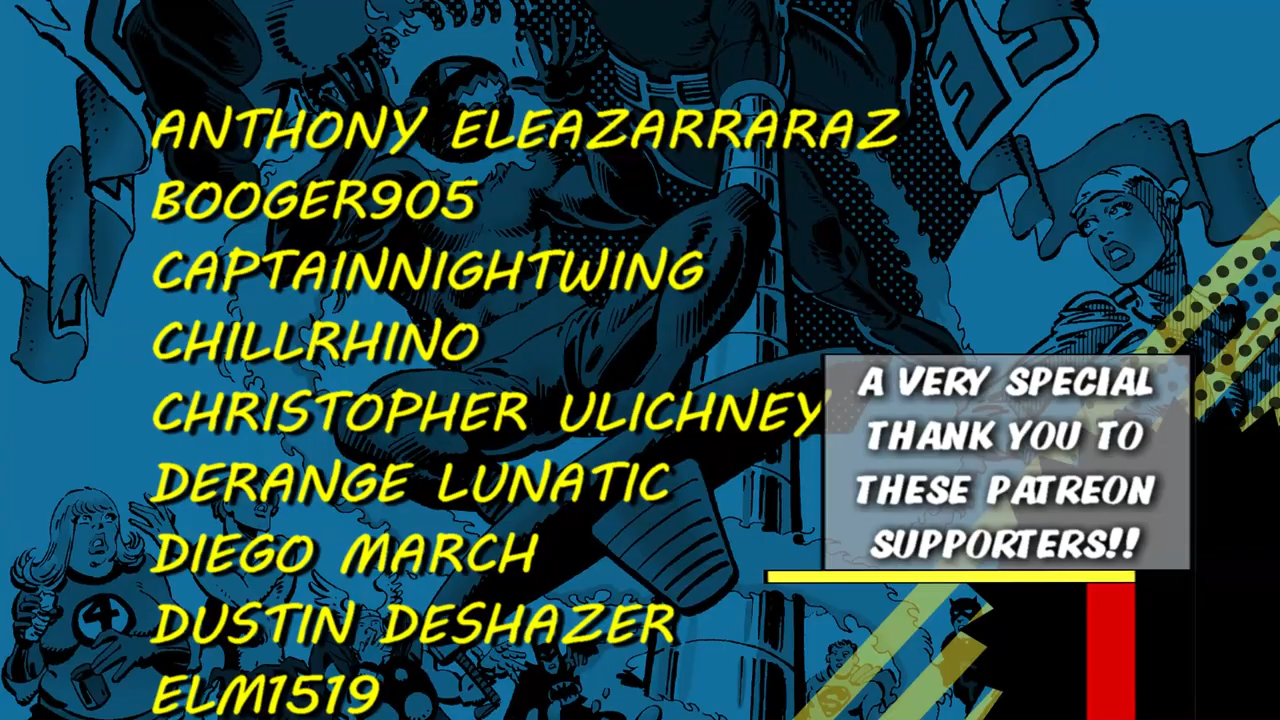 ANTHONY ELEAZARRARAZ
BOOGER905
CAPTAINNIGHTWING
CHILLRHINO
CHRISTOPHER ULICHNEY
DERANGE LUNATIC
DIEGO MARCH
DUSTIN DESHAZER
ELM1519
A VERY SPECIAL
THANK YOU TO
THESE PATREON
SUPPORTERS!!
4